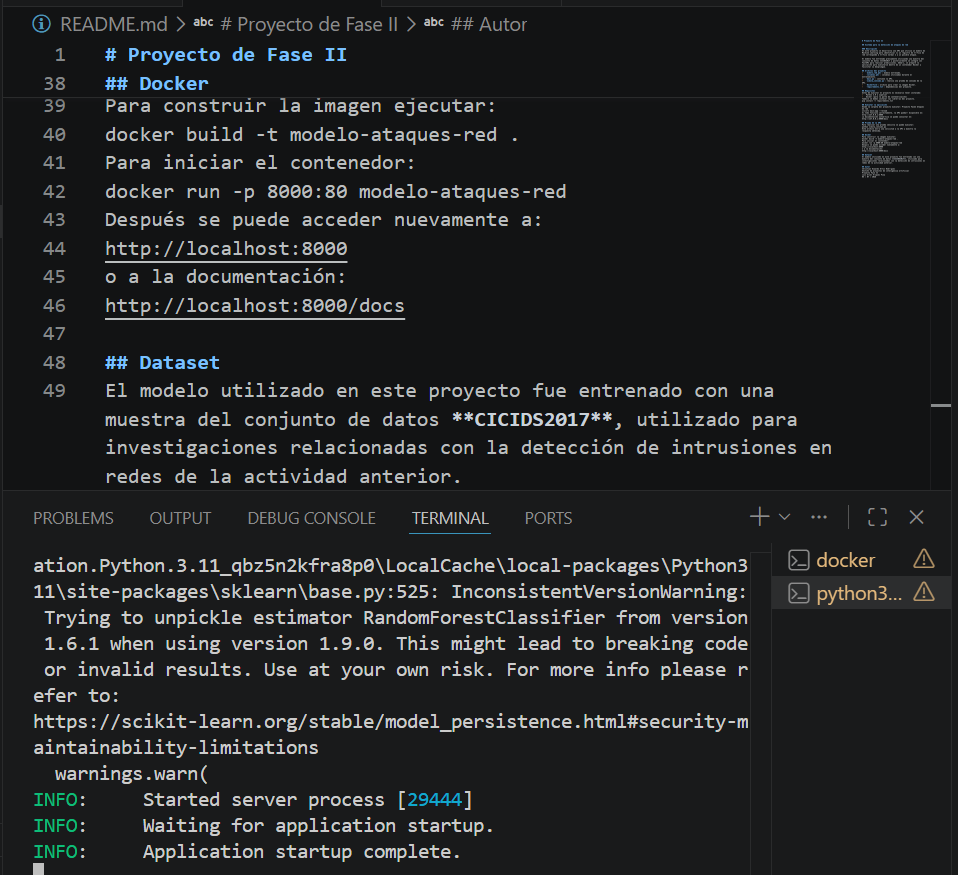 README.md > abc # Proyecto de Fase II > abc ## Autor
1 # Proyecto de Fase II
38 ## Docker
39 Para construir la imagen ejecutar:
40 docker build -t modelo-ataques-red .
41 Para iniciar el contenedor:
42 docker run -p 8000:80 modelo-ataques-red
43 Después se puede acceder nuevamente a:
44 http://localhost:8000
45 o a la documentación:
46 http://localhost:8000/docs
47
48 ## Dataset
49 El modelo utilizado en este proyecto fue entrenado con una
muestra del conjunto de datos **CICIDS2017**, utilizado para
investigaciones relacionadas con la detección de intrusiones en
redes de la actividad anterior.
PROBLEMS OUTPUT DEBUG CONSOLE TERMINAL PORTS
ation.Python.3.11_qbz5n2kfra8p0\LocalCache\local-packages\Python3
11\site-packages\sklearn\base.py:525: InconsistentVersionWarning:
Trying to unpickle estimator RandomForestClassifier from version
1.6.1 when using version 1.9.0. This might lead to breaking code
or invalid results. Use at your own risk. For more info please r
efer to:
https://scikit-learn.org/stable/model_persistence.html#security-m
aintainability-limitations
warnings.warn(
INFO: Started server process [29444]
INFO: Waiting for application startup.
INFO: Application startup complete.
docker
python3...